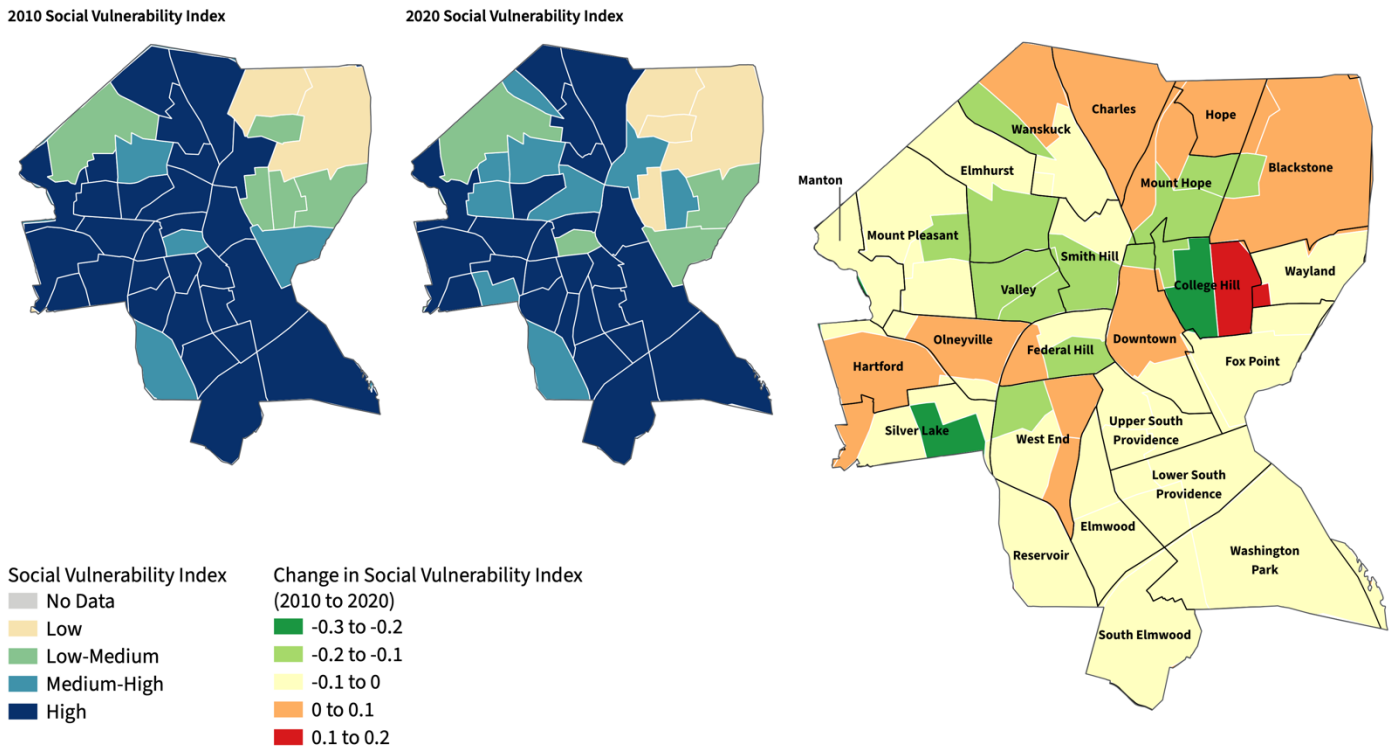 2010 Social Vulnerability Index
2020 Social Vulnerability Index
Charles
Hope
Wanskuck
Blackstone
Elmhurst
Manton
Mount Hope
Mount Pleasant
Smith Hill
Wayland
College Hill
Valley
Olneyville
Downtown
Federal Hill
Fox Point
Hartford
Upper South
Providence
Silver Lake
West End
Lower South
Providence
Elmwood
Reservoir
Washington
Park
South Elmwood
Social Vulnerability Index
No Data
Low
Low-Medium
Medium-High
High
Change in Social Vulnerability Index
(2010 to 2020)
-0.3 to -0.2
-0.2 to -0.1
-0.1 to 0
0 to 0.1
0.1 to 0.2